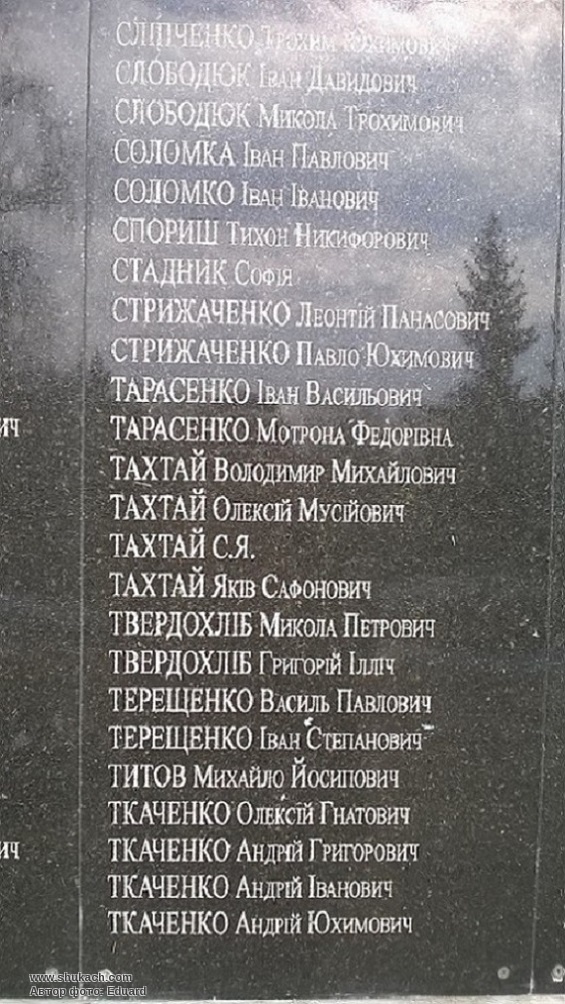 СЛІПЧЕНКО Трохим Юхимович
СЛОБОДЮК Іван Давидович
СЛОБОДЮК Микола Трохимович
СОЛОМКА Іван Павлович
СОЛОМКО Іван Іванович
СПОРИШ Тихон Никифорович
СТАДНИК Софія
СТРИЖАЧЕНКО Леонтій Панасович
СТРИЖАЧЕНКО Павло Юхимович
ТАРАСЕНКО Іван Васильович
ТАРАСЕНКО Мотрона Федорівна
ТАХТАЙ Володимир Михайлович
ТАХТАЙ Олексій Мусійович
ТАХТАЙ С.Я.
ТАХТАЙ Яків Сафонович
ТВЕРДОХЛІБ Микола Петрович
ТВЕРДОХЛІБ Григорій Ілліч
ТЕРЕЩЕНКО Василь Павлович
ТЕРЕЩЕНКО Іван Степанович
ТИТОВ Михайло Йосипович
ТКАЧЕНКО Олексій Гнатович
ТКАЧЕНКО Андрій Григорович
ТКАЧЕНКО Андрій Іванович
ТКАЧЕНКО Андрій Юхимович
www.shukach.com
Автор фото: Eduard